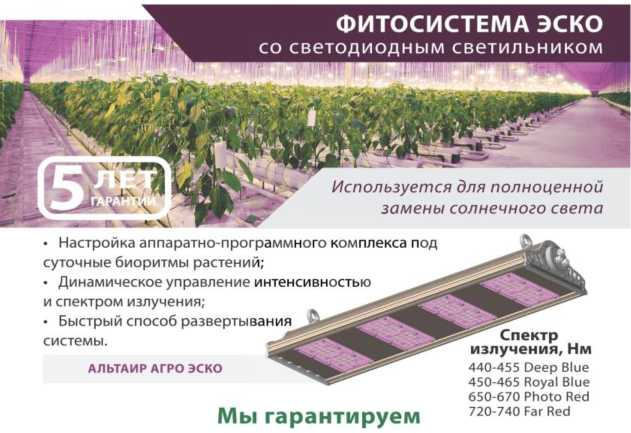 ФИТОСИСТЕМА ЭСКО
со светодиодным светильником
5 ЛЕТ
ГАРАНТИИ
Используется для полноценной
замены солнечного света
• Настройка аппаратно-программного комплекса под
суточные биоритмы растений;
• Динамическое управление интенсивностью
и спектром излучения;
• Быстрый способ развертывания
системы.
АЛЬТАИР АГРО ЭСКО
Спектр
излучения, Нм
440-455 Deep Blue
450-465 Royal Blue
650-670 Photo Red
720-740 Far Red
Мы гарантируем